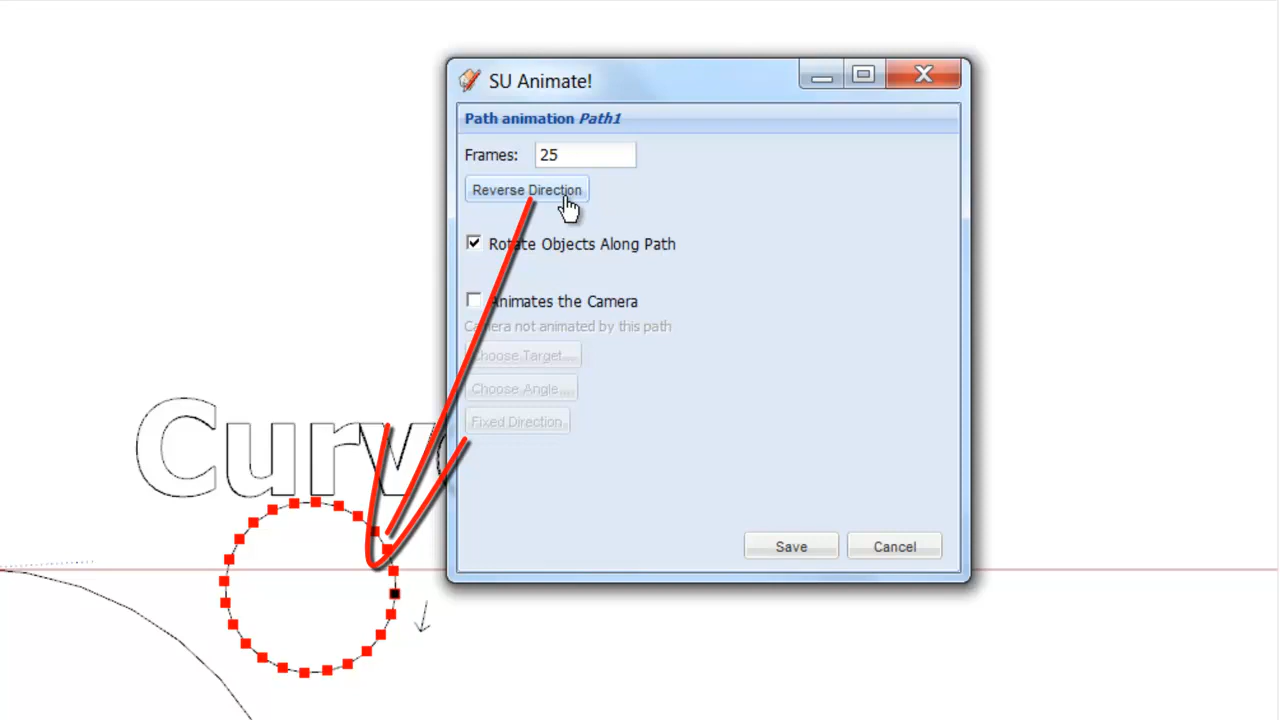 SU Animate!
Path animation Path1
Frames: 25
Reverse Direction
Rotate Objects Along Path
Animates the Camera
Camera not animated by this path
Choose Target...
Choose Angle...
Fixed Direction
Curv
Save Cancel